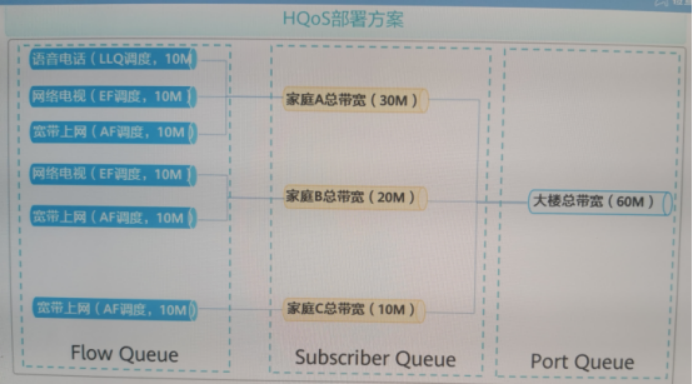 HQoS部署方案
语音电话（LLQ调度，10M
网络电视（EF调度，10M）
宽带上网（AF调度，10M）
网络电视（EF调度，10M）
宽带上网（AF调度，10M）
宽带上网（AF调度，10M）
Flow Queue
家庭A总带宽（30M）
家庭B总带宽（20M）
家庭C总带宽（10M）
Subscriber Queue
大楼总带宽（60M）
Port Queue